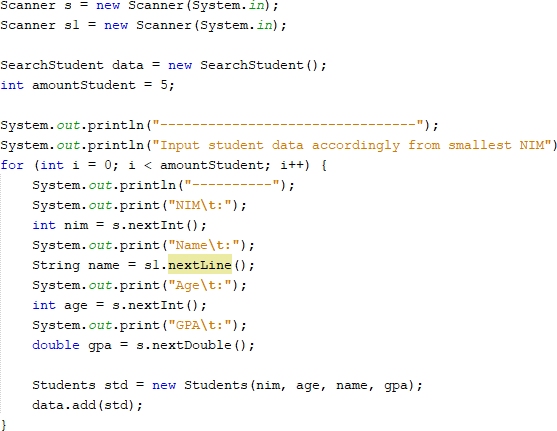 Scanner s = new Scanner(System.in);
Scanner sl = new Scanner(System.in);

SearchStudent data = new SearchStudent();
int amountStudent = 5;

System.out.println("--------------------------------");
System.out.println("Input student data accordingly from smallest NIM")
for (int i = 0; i < amountStudent; i++) {
    System.out.println("----------");
    System.out.print("NIM\t:");
    int nim = s.nextInt();
    System.out.print("Name\t:");
    String name = sl.nextLine();
    System.out.print("Age\t:");
    int age = s.nextInt();
    System.out.print("GPA\t:");
    double gpa = s.nextDouble();

    Students std = new Students(nim, age, name, gpa);
    data.add(std);
}